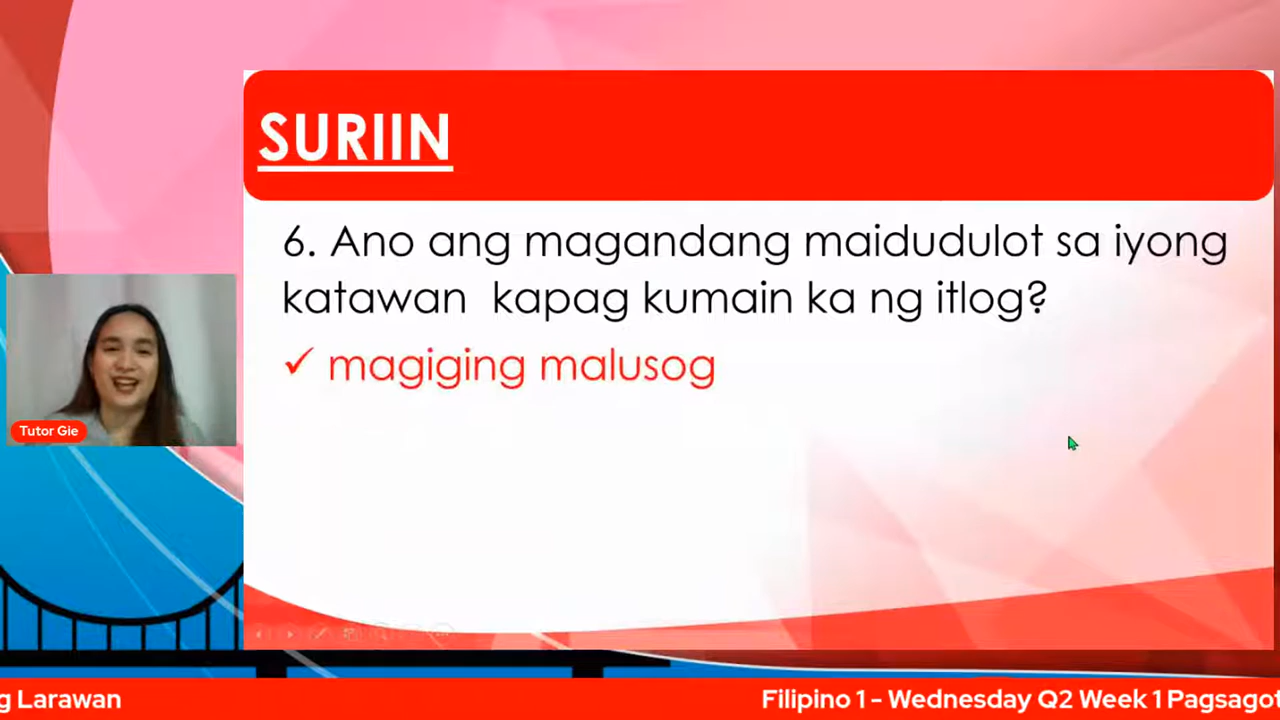 SURIIN
6. Ano ang magandang maidudulot sa iyong
katawan kapag kumain ka ng itlog?
✓ magiging malusog
Tutor Gie
g Larawan
Filipino 1 - Wednesday Q2 Week 1 Pagsagot